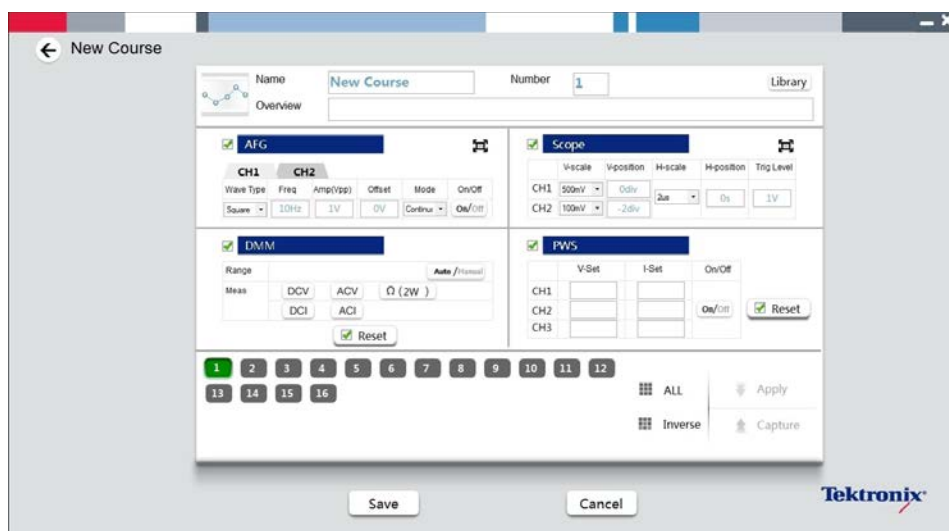 New Course
Name New Course Number 1 Library
Overview
AFG
CH1 CH2
Wave Type Freq Amp(Vpp) Offset Mode On/Off
Square 10Hz 1V 0V Continu On/Off
Scope
V-scale V-position H-scale H-position Trig Level
CH1 500mV 0div 2us 0s 1V
CH2 100mV -2div
DMM
Range Auto /Manual
Meas DCV ACV Ω (2W )
DCI ACI
Reset
PWS
V-Set I-Set On/Off
CH1
CH2 On/Off Reset
CH3
1 2 3 4 5 6 7 8 9 10 11 12
13 14 15 16
ALL Apply
Inverse Capture
Save Cancel
Tektronix